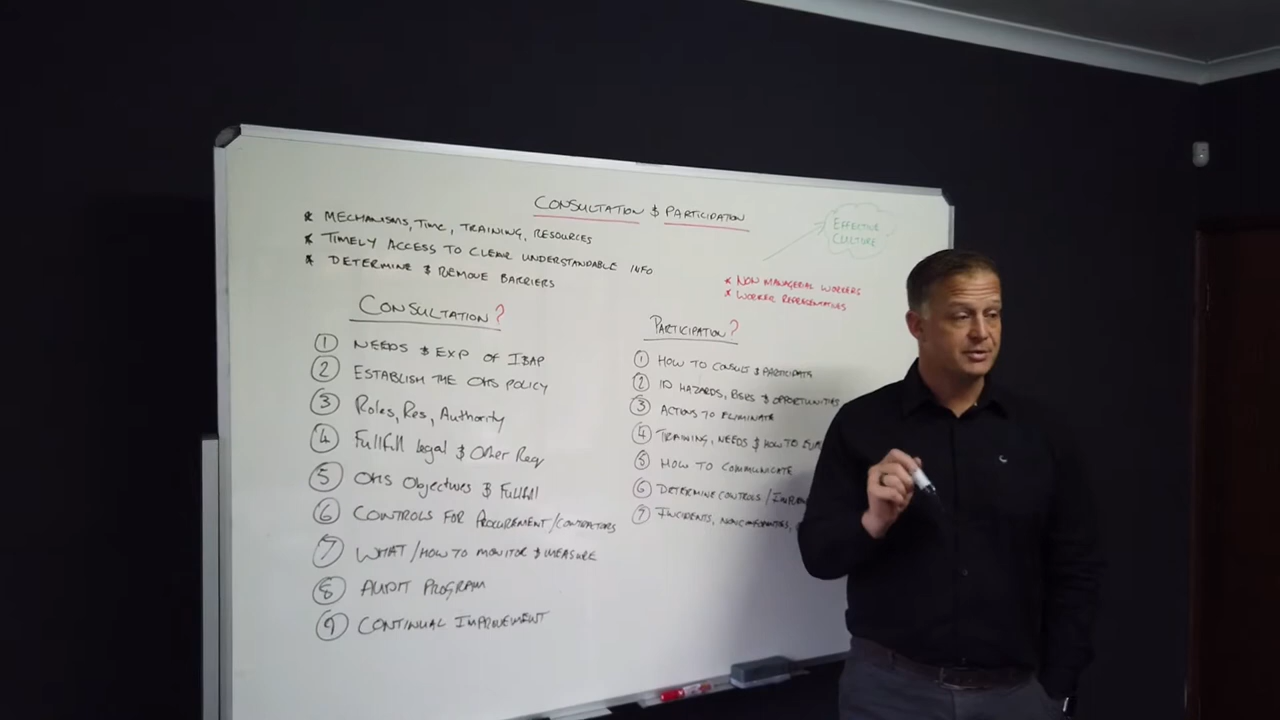 CONSULTATION & PARTICIPATION
* MECHANISMS, TIME, TRAINING, RESOURCES
* TIMELY ACCESS TO CLEAR UNDERSTANDABLE INFO
* DETERMINE & REMOVE BARRIERS
EFFECTIVE
CULTURE
* NON MANAGERIAL WORKERS
* WORKER REPRESENTATIVES
CONSULTATION?
1 NEEDS & EXP OF
2 ESTABLISH THE OHS POLICY
3 Roles, Res, Authority
4 Fullfill legal & Other Req
5 OHS Objectives & Fullfill
6 CONTROLS FOR PROCUREMENT/CONTRACTORS
7 WHAT/HOW TO MONITOR & MEASURE
8 AUDIT PROGRAM
9 CONTINUAL IMPROVEMENT
PARTICIPATION?
1 HOW TO CONSULT & PARTICIPATE
2 ID HAZARDS, RISKS & OPPORTUNITIES
3 ACTIONS TO ELIMINATE
4 TRAINING, NEEDS & HOW TO
5 HOW TO COMMUNICATE
6 DETERMINE CONTROLS /
7 INCIDENTS,